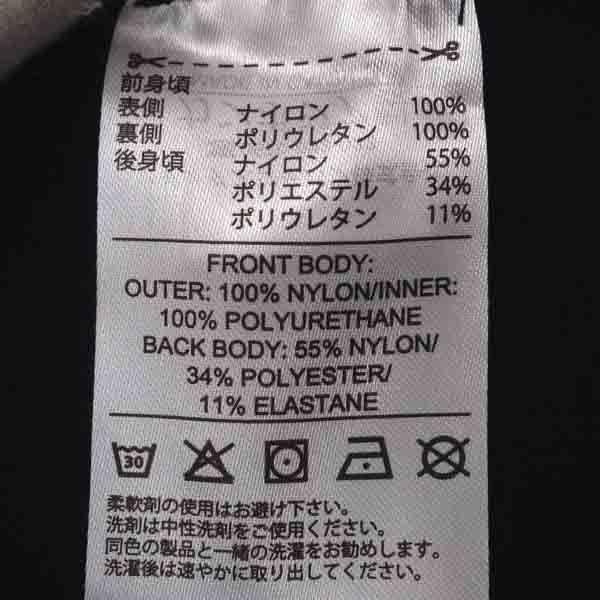 前身頃
表側 ナイロン 100%
裏側 ポリウレタン 100%
後身頃 ナイロン 55%
ポリエステル 34%
ポリウレタン 11%
FRONT BODY:
OUTER: 100% NYLON/INNER:
100% POLYURETHANE
BACK BODY: 55% NYLON/
34% POLYESTER/
11% ELASTANE
30
柔軟剤の使用はお避け下さい。
洗剤は中性洗剤をご使用ください。
同色の製品と一緒の洗濯をお勧めします。
洗濯後は速やかに取り出してください。